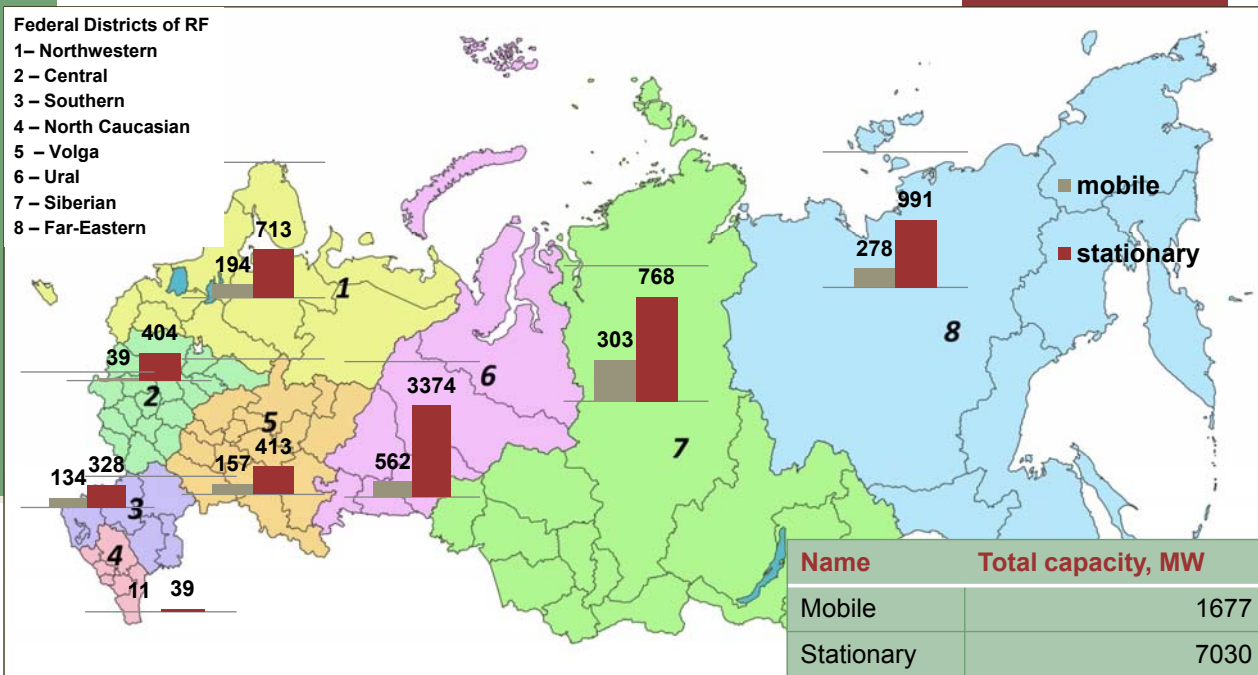 Federal Districts of RF
1– Northwestern
2 – Central
3 – Southern
4 – North Caucasian
5 – Volga
6 – Ural
7 – Siberian
8 – Far-Eastern
mobile
stationary
194
713
1
39
404
2
134
328
3
4
11
39
5
157
413
6
562
3374
303
768
7
278
991
8
Name Total capacity, MW
Mobile 1677
Stationary 7030